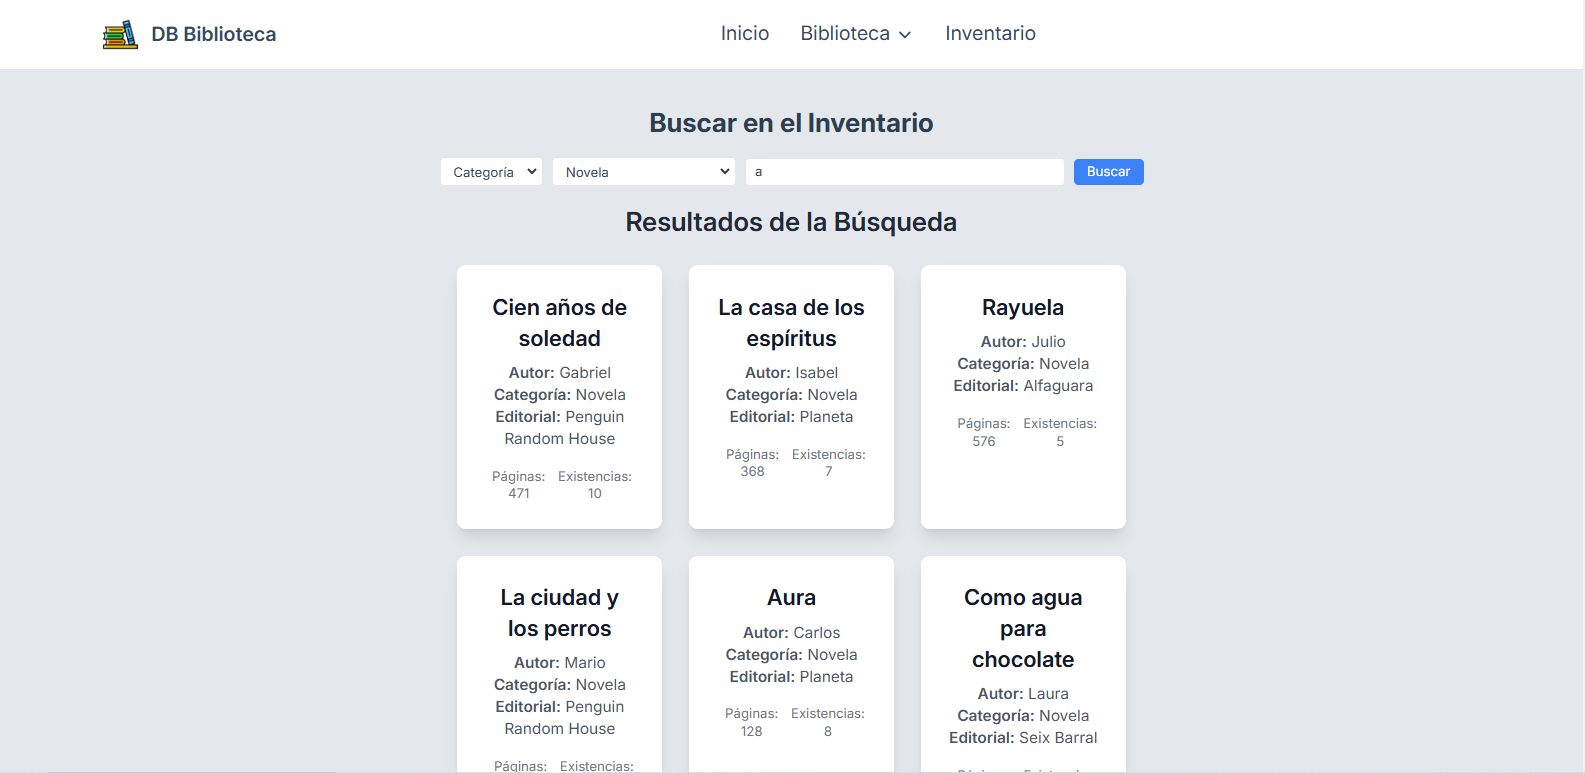 DB Biblioteca
Inicio
Biblioteca
Inventario
Buscar en el Inventario
Categoría
Novela
a
Buscar
Resultados de la Búsqueda
Cien años de
soledad
Autor: Gabriel
Categoría: Novela
Editorial: Penguin
Random House
Páginas: Existencias:
471 10
La casa de los
espíritus
Autor: Isabel
Categoría: Novela
Editorial: Planeta
Páginas: Existencias:
368 7
Rayuela
Autor: Julio
Categoría: Novela
Editorial: Alfaguara
Páginas: Existencias:
576 5
La ciudad y
los perros
Autor: Mario
Categoría: Novela
Editorial: Penguin
Random House
Páginas: Existencias:
Aura
Autor: Carlos
Categoría: Novela
Editorial: Planeta
Páginas: Existencias:
128 8
Como agua
para
chocolate
Autor: Laura
Categoría: Novela
Editorial: Seix Barral